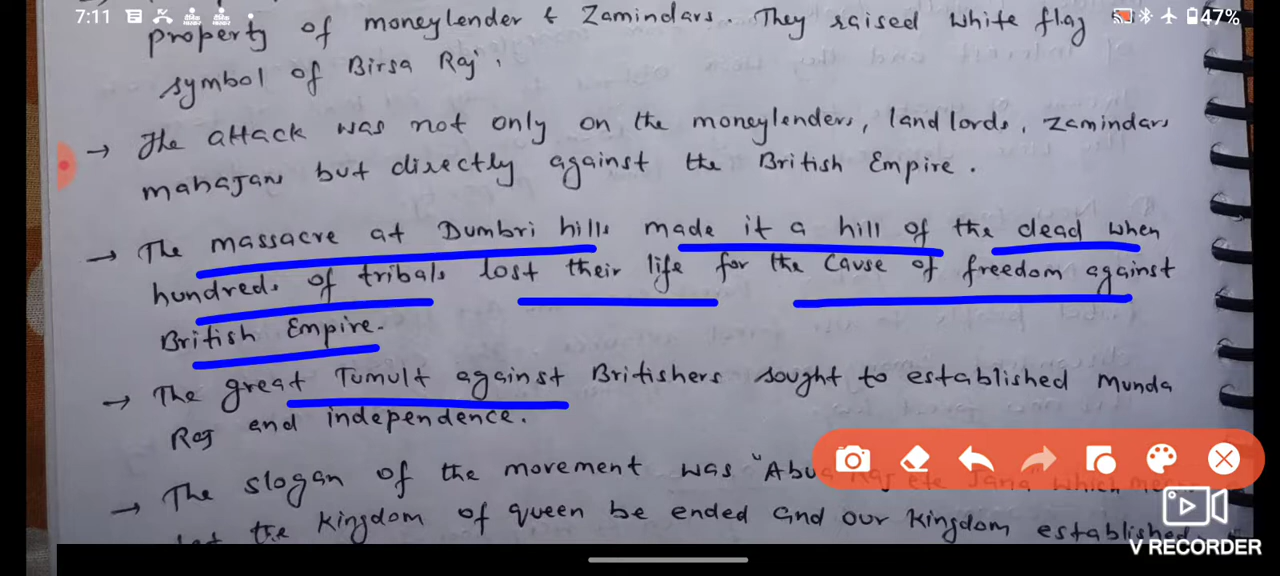 7:11
47%
property of moneylender & Zamindars. They raised white flag
symbol of Birsa Raj.
→ The attack was not only on the moneylenders, landlords, zamindars
mahajan but directly against the British Empire.
→ The massacre at Dumbri hills made it a hill of the dead when
hundreds of tribals lost their life for the cause of freedom against
British Empire.
→ The great Tumult against Britishers sought to established Munda
Raj and independence.
→ The slogan of the movement was "Abua
the kingdom of queen be ended and our kingdom established.
V RECORDER